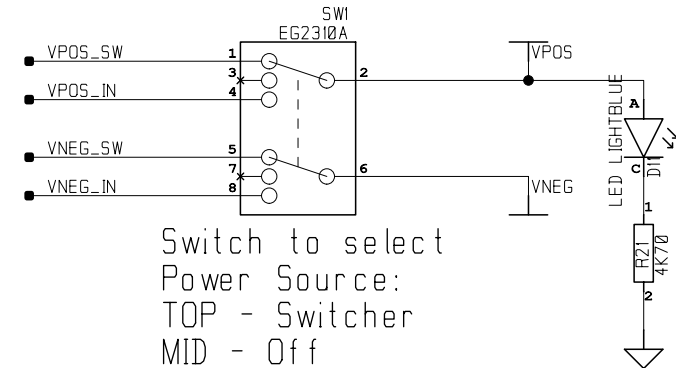 SW1
EG2310A
VPOS_SW
1
3
VPOS_IN
4
2
VPOS
LED LIGHTBLUE
A
C
D11
VNEG_SW
5
7
VNEG_IN
8
6
VNEG
1
R21
4K70
2
Switch to select
Power Source:
TOP - Switcher
MID - Off